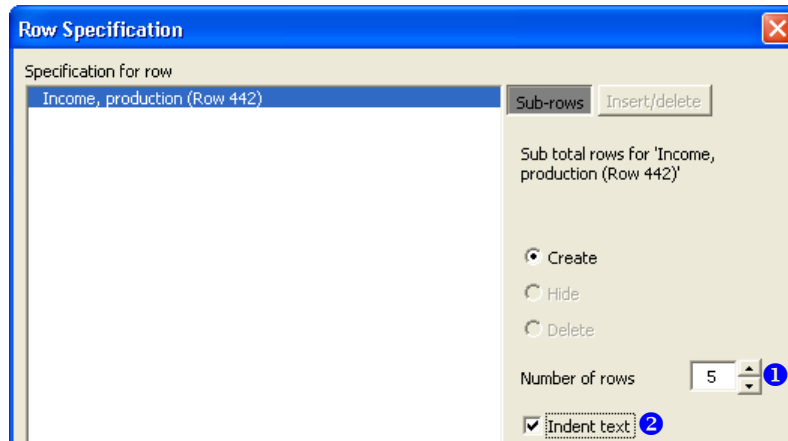 Row Specification
Specification for row
Income, production (Row 442)
Sub-rows Insert/delete
Sub total rows for 'Income,
production (Row 442)'
Create
Hide
Delete
Number of rows 5 1
Indent text 2